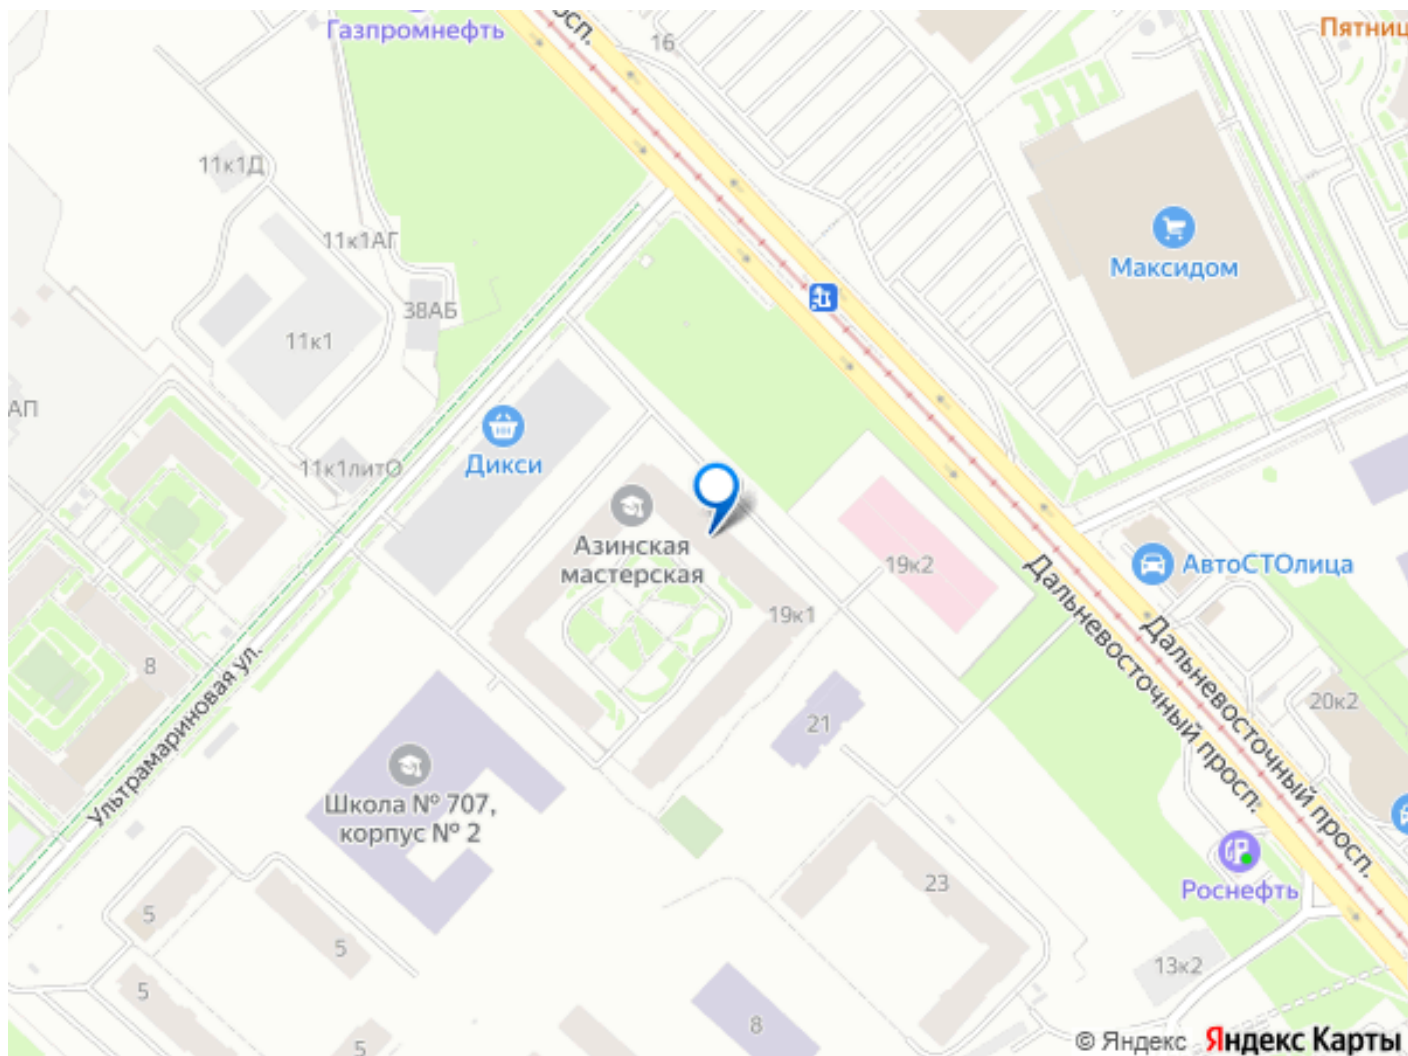 Газпромнефть
просп.
16
Пятниц
11к1Д
11к1АГ
38АБ
11к1
Максидом
АП
11к1литО
Дикси
Азинская
мастерская
19к2
АвтоСТОлица
19к1
Дальневосточный просп.
Дальневосточный просп.
8
Ультрамариновая ул.
21
20к2
Школа № 707,
корпус № 2
Роснефть
23
5
5
5
13к2
8
5
© Яндекс Яндекс Карты